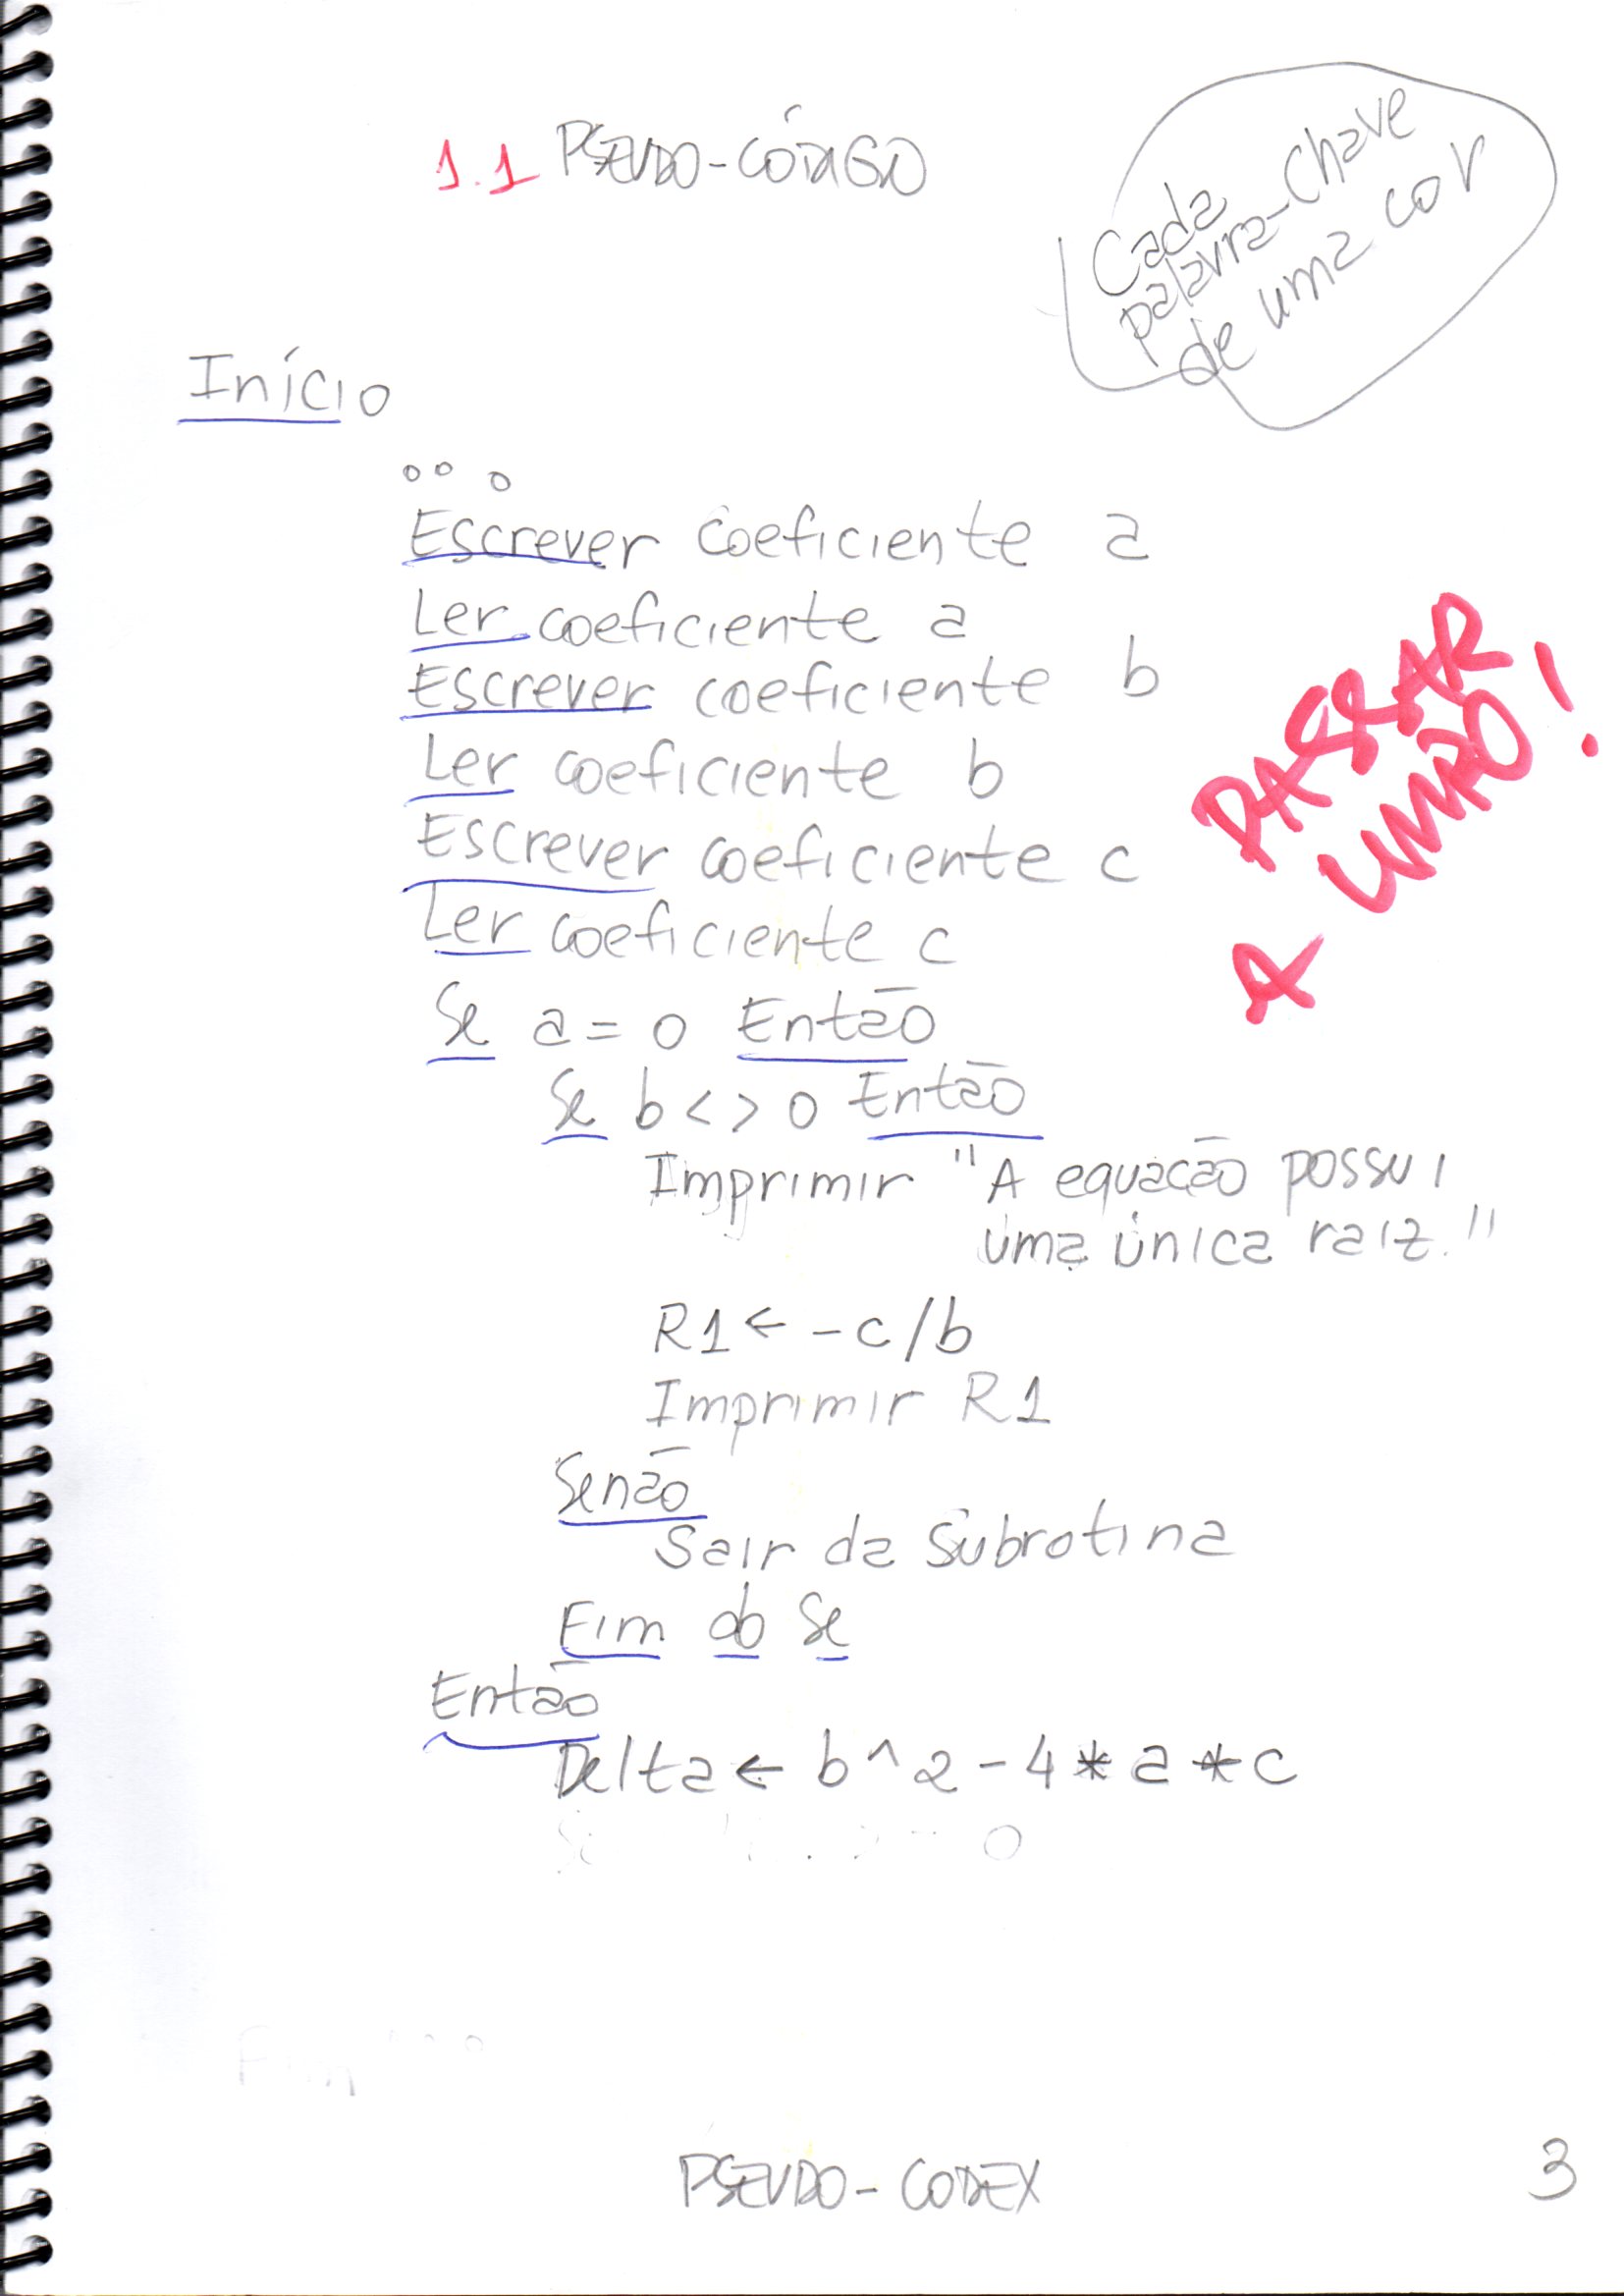 1.1 PSEUDO-CÓDIGO
Cada
palavra-chave
de uma cor
Início
Escrever coeficiente a
Ler coeficiente a
Escrever coeficiente b
Ler coeficiente b
Escrever coeficiente c
Ler coeficiente c
PASSAR
A LIMPO!
Se a = 0 Então
Se b <> 0 Então
Imprimir "A equação possui
uma única raiz."
R1 ← -c/b
Imprimir R1
Senão
Sair da Subrotina
Fim do Se
Então
Delta ← b^2-4*a*c
PSEUDO-CODEX
3